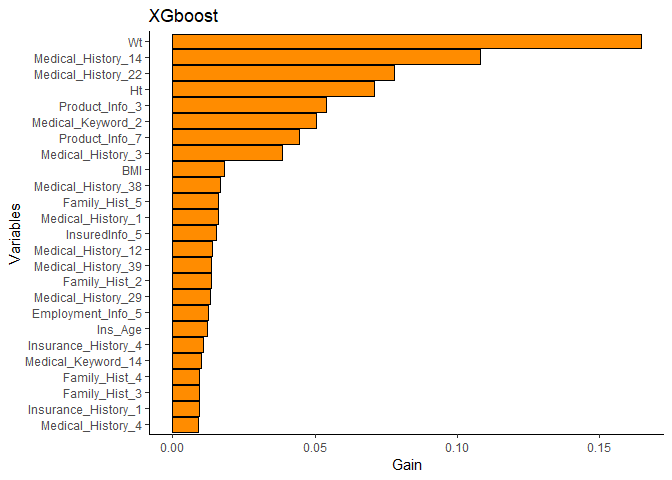 XGboost
Variables
Wt
Medical_History_14
Medical_History_22
Ht
Product_Info_3
Medical_Keyword_2
Product_Info_7
Medical_History_3
BMI
Medical_History_38
Family_Hist_5
Medical_History_1
InsuredInfo_5
Medical_History_12
Medical_History_39
Family_Hist_2
Medical_History_29
Employment_Info_5
Ins_Age
Insurance_History_4
Medical_Keyword_14
Family_Hist_4
Family_Hist_3
Insurance_History_1
Medical_History_4
0.00 0.05 0.10 0.15
Gain